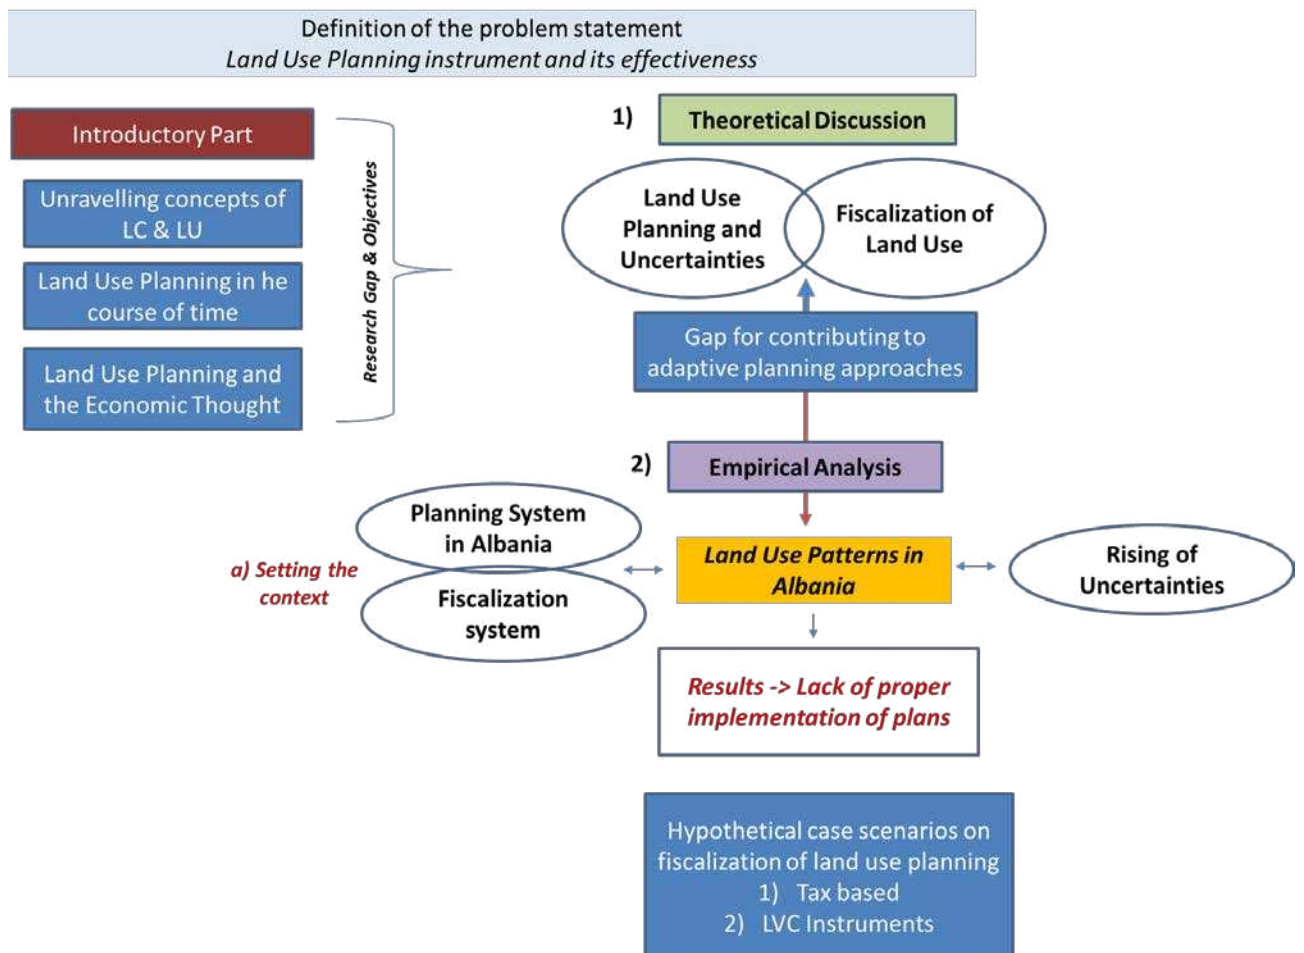 Definition of the problem statement
Land Use Planning instrument and its effectiveness
Introductory Part
Unravelling concepts of
LC & LU
Land Use Planning in he
course of time
Land Use Planning and
the Economic Thought
Research Gap & Objectives
1)
Theoretical Discussion
Land Use
Planning and
Uncertainties
Fiscalization of
Land Use
Gap for contributing to
adaptive planning approaches
2)
Empirical Analysis
Planning System
in Albania
a) Setting the
context
Fiscalization
system
Land Use Patterns in
Albania
Rising of
Uncertainties
Results -> Lack of proper
implementation of plans
Hypothetical case scenarios on
fiscalization of land use planning
1) Tax based
2) LVC Instruments